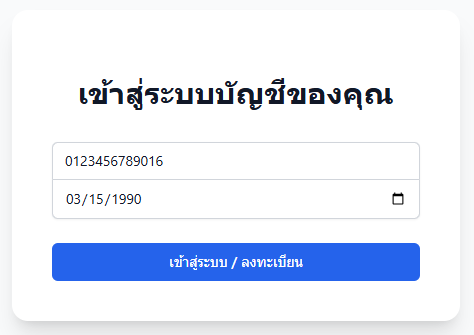 เข้าสู่ระบบบัญชีของคุณ
0123456789016
03/15/1990
เข้าสู่ระบบ / ลงทะเบียน